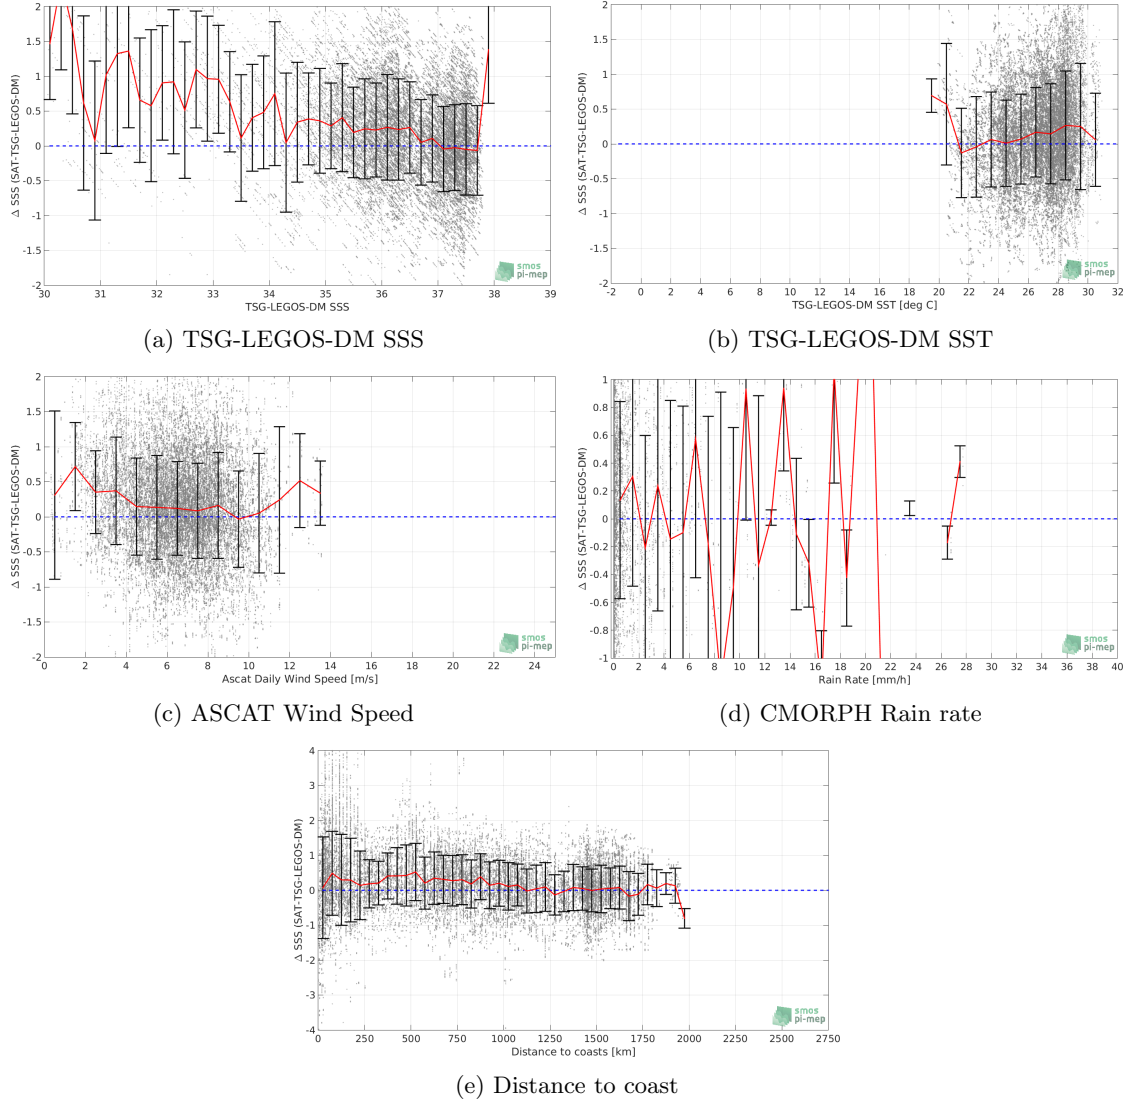 2
1.5
1
0.5
0
-0.5
-1
-1.5
-2
Δ SSS (SAT-TSG-LEGOS-DM)
30 31 32 33 34 35 36 37 38 39
TSG-LEGOS-DM SSS
smos
pi-mep
(a) TSG-LEGOS-DM SSS
2
1.5
1
0.5
0
-0.5
-1
-1.5
-2
Δ SSS (SAT-TSG-LEGOS-DM)
-2 0 2 4 6 8 10 12 14 16 18 20 22 24 26 28 30 32
TSG-LEGOS-DM SST [deg C]
smos
pi-mep
(b) TSG-LEGOS-DM SST
2
1.5
1
0.5
0
-0.5
-1
-1.5
-2
Δ SSS (SAT-TSG-LEGOS-DM)
0 2 4 6 8 10 12 14 16 18 20 22 24
Ascat Daily Wind Speed [m/s]
smos
pi-mep
(c) ASCAT Wind Speed
1
0.8
0.6
0.4
0.2
0
-0.2
-0.4
-0.6
-0.8
-1
Δ SSS (SAT-TSG-LEGOS-DM)
0 2 4 6 8 10 12 14 16 18 20 22 24 26 28 30 32 34 36 38 40
Rain Rate [mm/h]
smos
pi-mep
(d) CMORPH Rain rate
4
3
2
1
0
-1
-2
-3
-4
Δ SSS (SAT-TSG-LEGOS-DM)
0 250 500 750 1000 1250 1500 1750 2000 2250 2500 2750
Distance to coasts [km]
smos
pi-mep
(e) Distance to coast